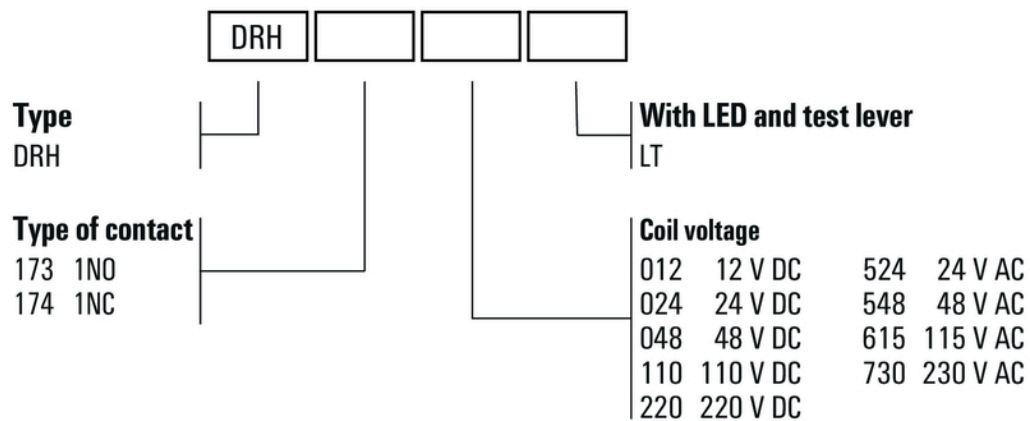 DRH
Type
DRH
With LED and test lever
LT
Type of contact
173 1NO
174 1NC
Coil voltage
012 12 V DC 524 24 V AC
024 24 V DC 548 48 V AC
048 48 V DC 615 115 V AC
110 110 V DC 730 230 V AC
220 220 V DC